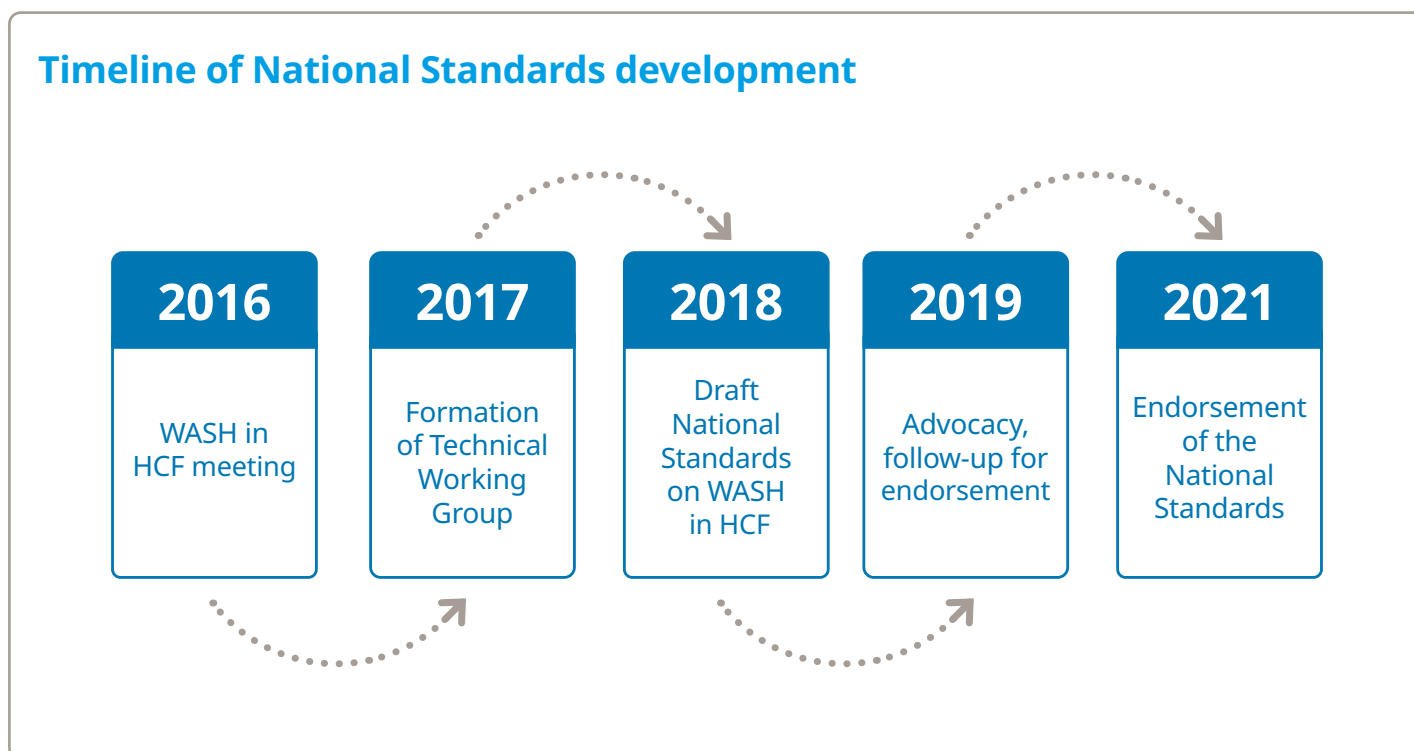 Timeline of National Standards development
2016
WASH in
HCF meeting
2017
Formation
of Technical
Working
Group
2018
Draft
National
Standards
on WASH
in HCF
2019
Advocacy,
follow-up for
endorsement
2021
Endorsement
of the
National
Standards